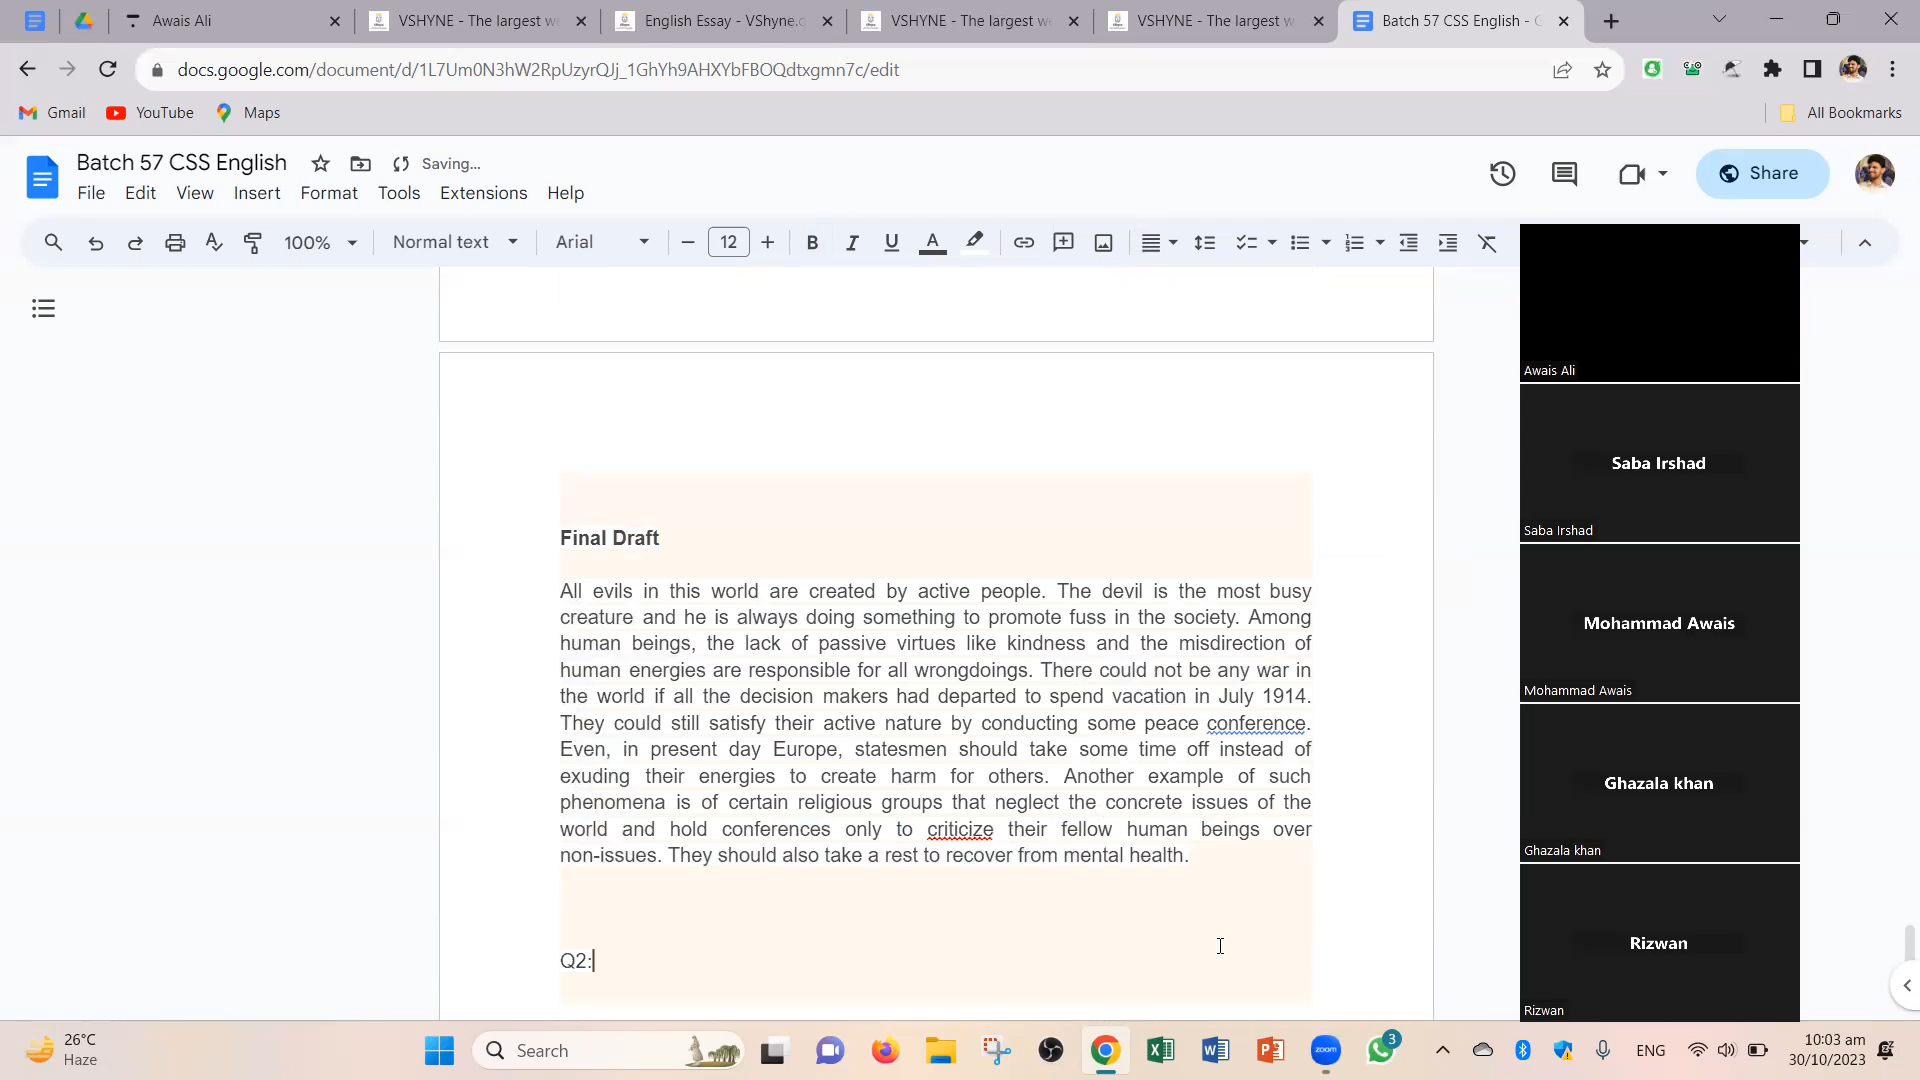 Awais Ali
VSHYNE - The largest w
English Essay - VShyne.
VSHYNE - The largest w
VSHYNE - The largest w
Batch 57 CSS English - G
docs.google.com/document/d/1L7Um0N3hW2RpUzyrQJj_1GhYh9AHXYbFBOQdtxgmn7c/edit
Gmail
YouTube
Maps
All Bookmarks
Batch 57 CSS English
Saving...
File Edit View Insert Format Tools Extensions Help
Share
100%
Normal text
Arial
12
Final Draft
All evils in this world are created by active people. The devil is the most busy
creature and he is always doing something to promote fuss in the society. Among
human beings, the lack of passive virtues like kindness and the misdirection of
human energies are responsible for all wrongdoings. There could not be any war in
the world if all the decision makers had departed to spend vacation in July 1914.
They could still satisfy their active nature by conducting some peace conference.
Even, in present day Europe, statesmen should take some time off instead of
exuding their energies to create harm for others. Another example of such
phenomena is of certain religious groups that neglect the concrete issues of the
world and hold conferences only to criticize their fellow human beings over
non-issues. They should also take a rest to recover from mental health.
Q2:
Awais Ali
Saba Irshad
Saba Irshad
Mohammad Awais
Mohammad Awais
Ghazala khan
Ghazala khan
Rizwan
Rizwan
26°C
Haze
Search
zoom
3
ENG
10:03 am
30/10/2023